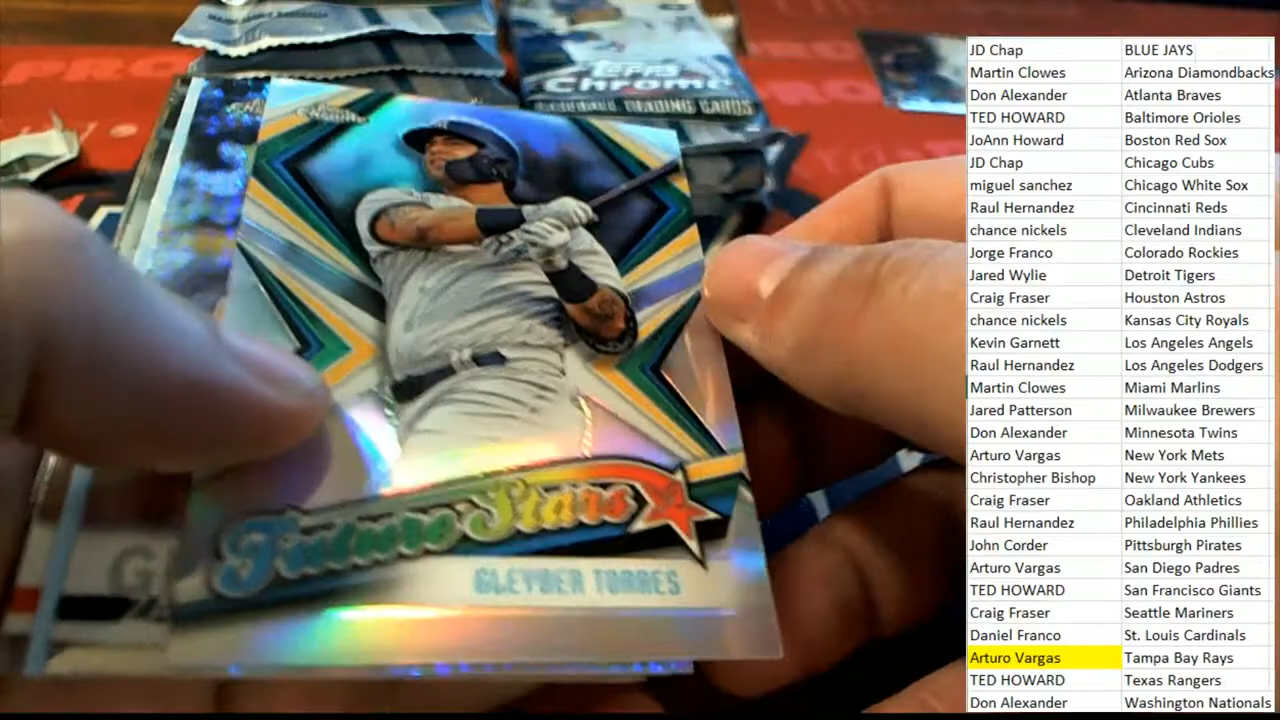 Topps
Chrome
BASEBALL TRADING CARDS
Future Stars
GLEYBER TORRES
JD Chap BLUE JAYS
Martin Clowes Arizona Diamondbacks
Don Alexander Atlanta Braves
TED HOWARD Baltimore Orioles
JoAnn Howard Boston Red Sox
JD Chap Chicago Cubs
miguel sanchez Chicago White Sox
Raul Hernandez Cincinnati Reds
chance nickels Cleveland Indians
Jorge Franco Colorado Rockies
Jared Wylie Detroit Tigers
Craig Fraser Houston Astros
chance nickels Kansas City Royals
Kevin Garnett Los Angeles Angels
Raul Hernandez Los Angeles Dodgers
Martin Clowes Miami Marlins
Jared Patterson Milwaukee Brewers
Don Alexander Minnesota Twins
Arturo Vargas New York Mets
Christopher Bishop New York Yankees
Craig Fraser Oakland Athletics
Raul Hernandez Philadelphia Phillies
John Corder Pittsburgh Pirates
Arturo Vargas San Diego Padres
TED HOWARD San Francisco Giants
Craig Fraser Seattle Mariners
Daniel Franco St. Louis Cardinals
Arturo Vargas Tampa Bay Rays
TED HOWARD Texas Rangers
Don Alexander Washington Nationals